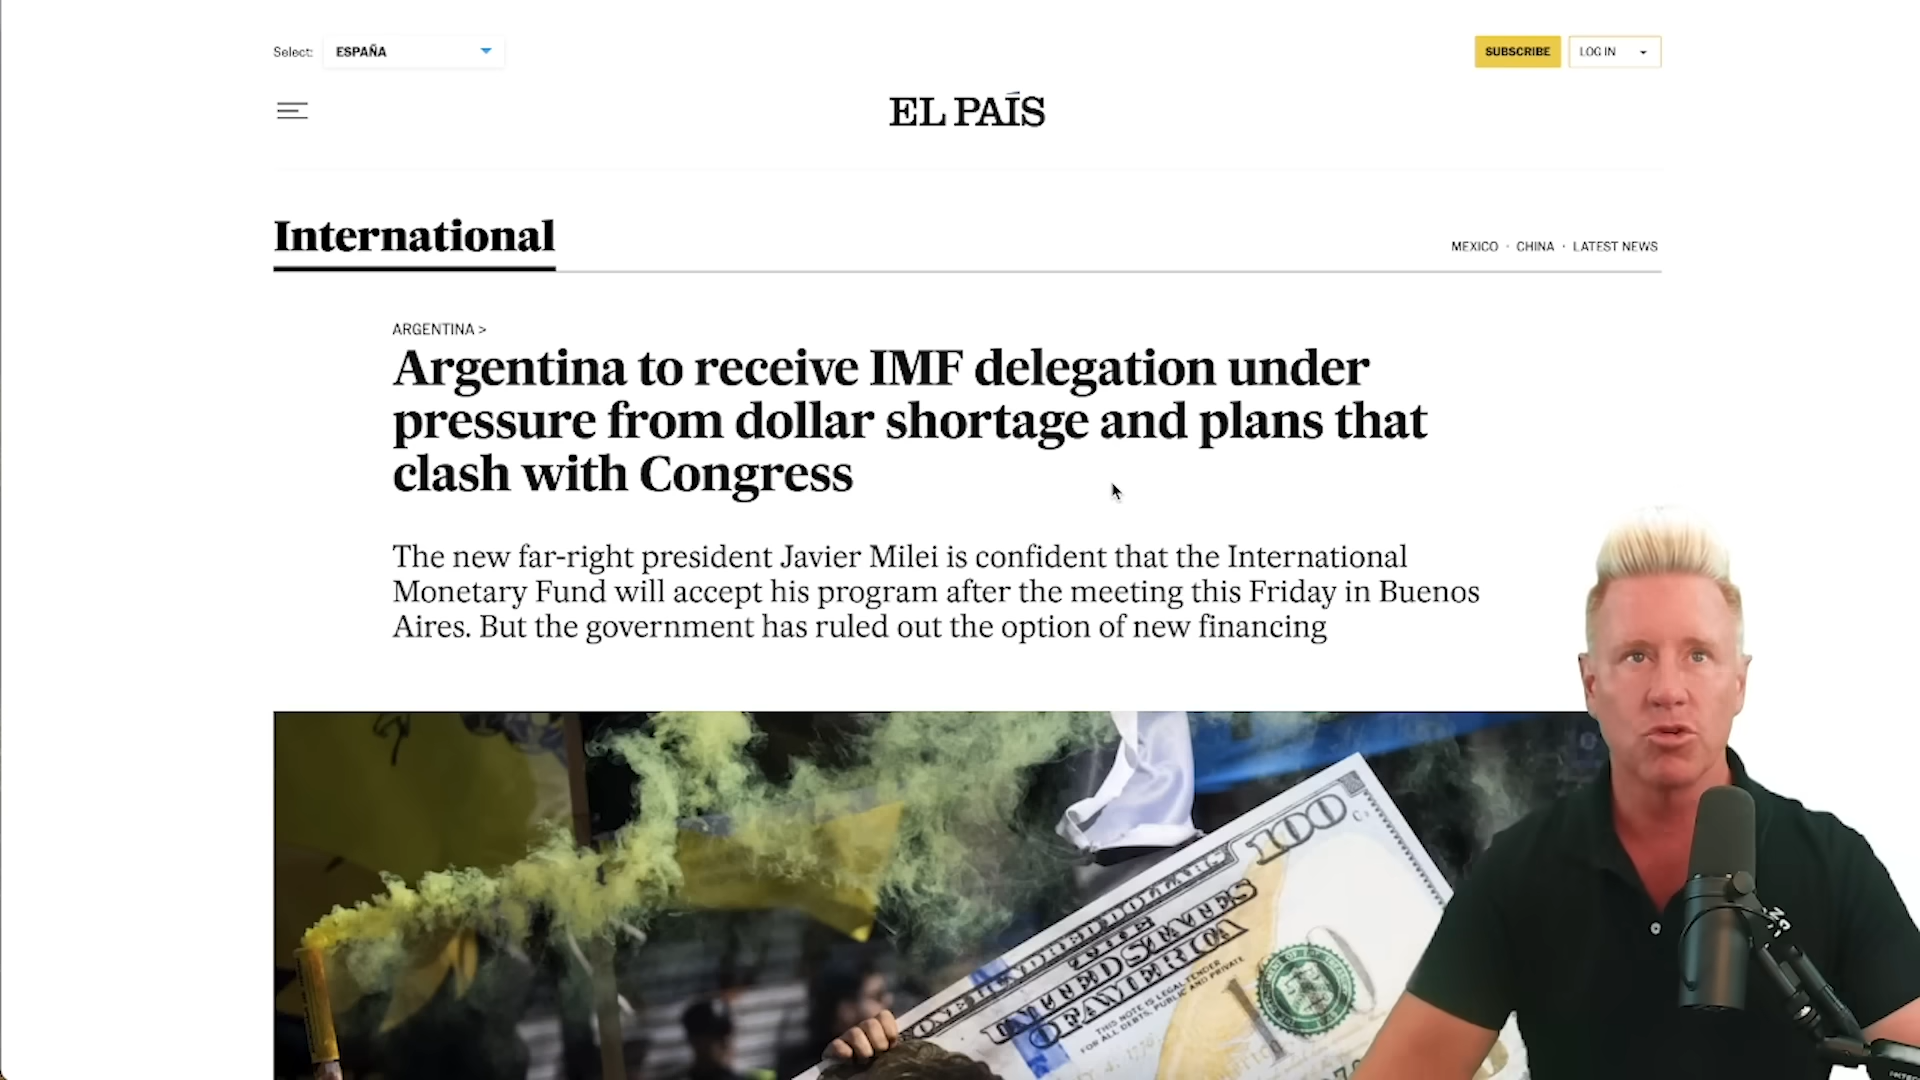 Select: ESPAÑA
SUBSCRIBE
LOG IN
EL PAÍS
International
MEXICO · CHINA · LATEST NEWS
ARGENTINA >
Argentina to receive IMF delegation under
pressure from dollar shortage and plans that
clash with Congress
The new far-right president Javier Milei is confident that the International
Monetary Fund will accept his program after the meeting this Friday in Buenos
Aires. But the government has ruled out the option of new financing
100
ONE HUNDRED DOLLARS
THE
UNITED STATES
OF AMERICA
THIS NOTE IS LEGAL TENDER
FOR ALL DEBTS, PUBLIC AND PRIVATE